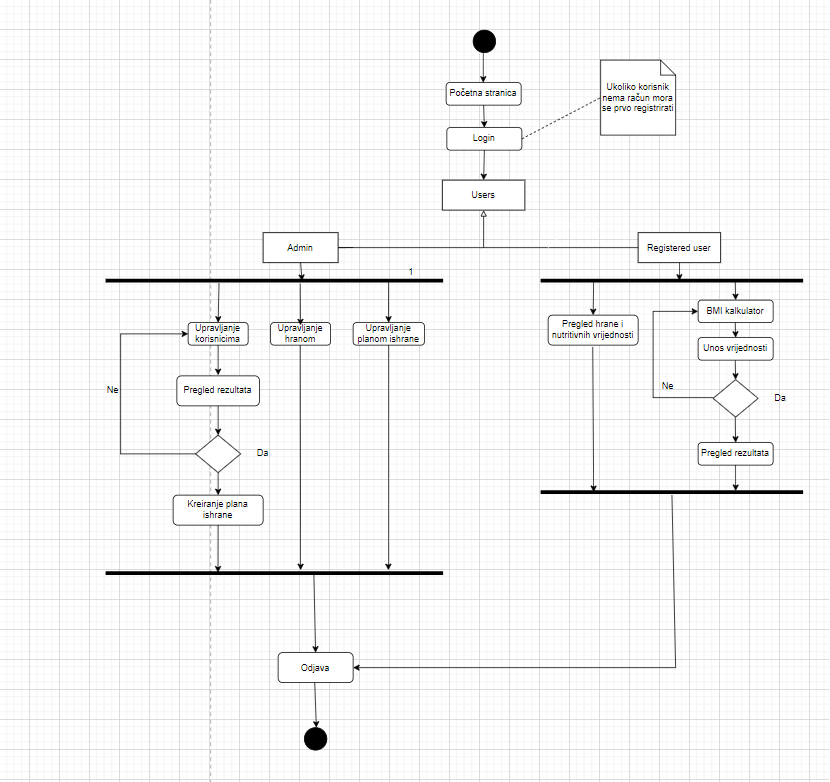 Početna stranica
Ukoliko korisnik
nema račun mora
se prvo registrirati
Login
Users
Admin
Registered user
1
Upravljanje
korisnicima
Upravljanje
hranom
Upravljanje
planom ishrane
Pregled hrane i
nutritivnih vrijednosti
BMI kalkulator
Unos vrijednosti
Ne
Pregled rezultata
Ne
Da
Da
Pregled rezultata
Kreiranje plana
ishrane
Odjava